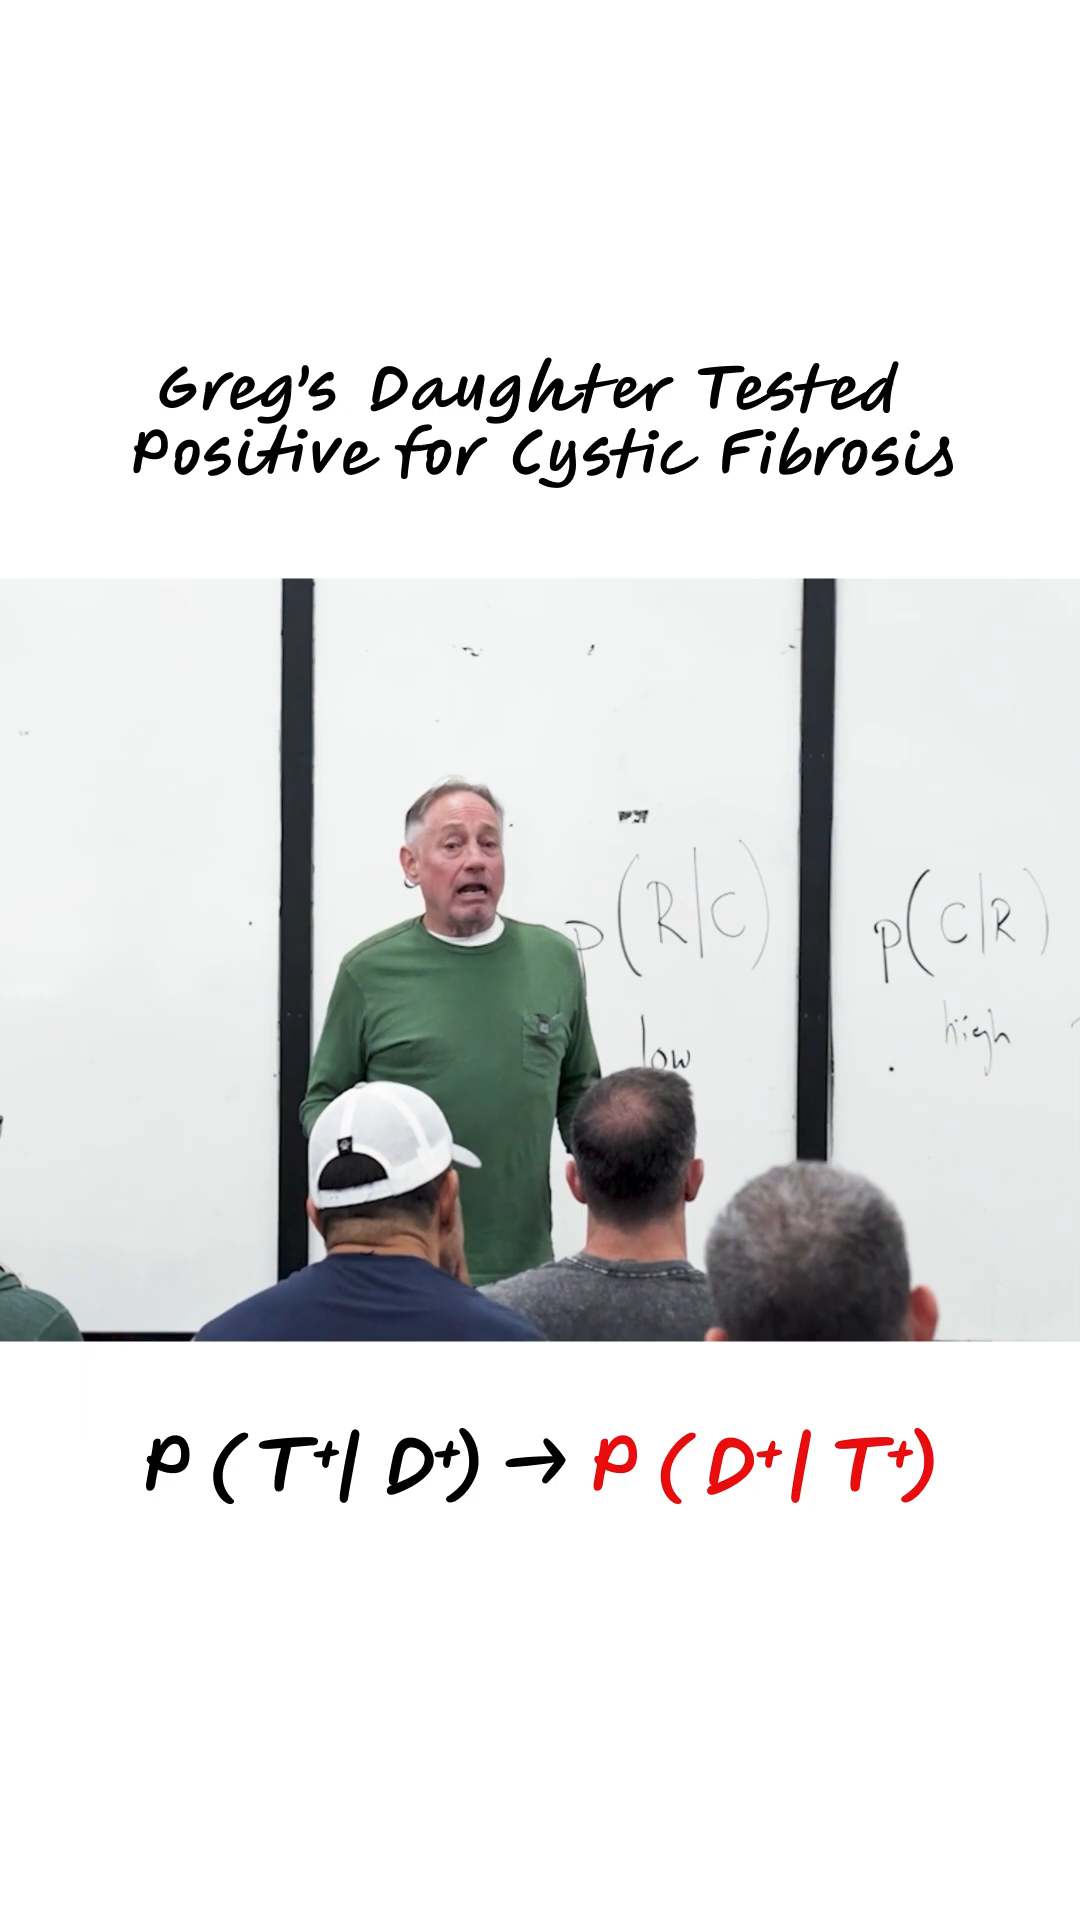 Greg's Daughter Tested
Positive for Cystic Fibrosis
P(R|C)
P(C|R)
low
high
P (T+| D+) → P (D+| T+)